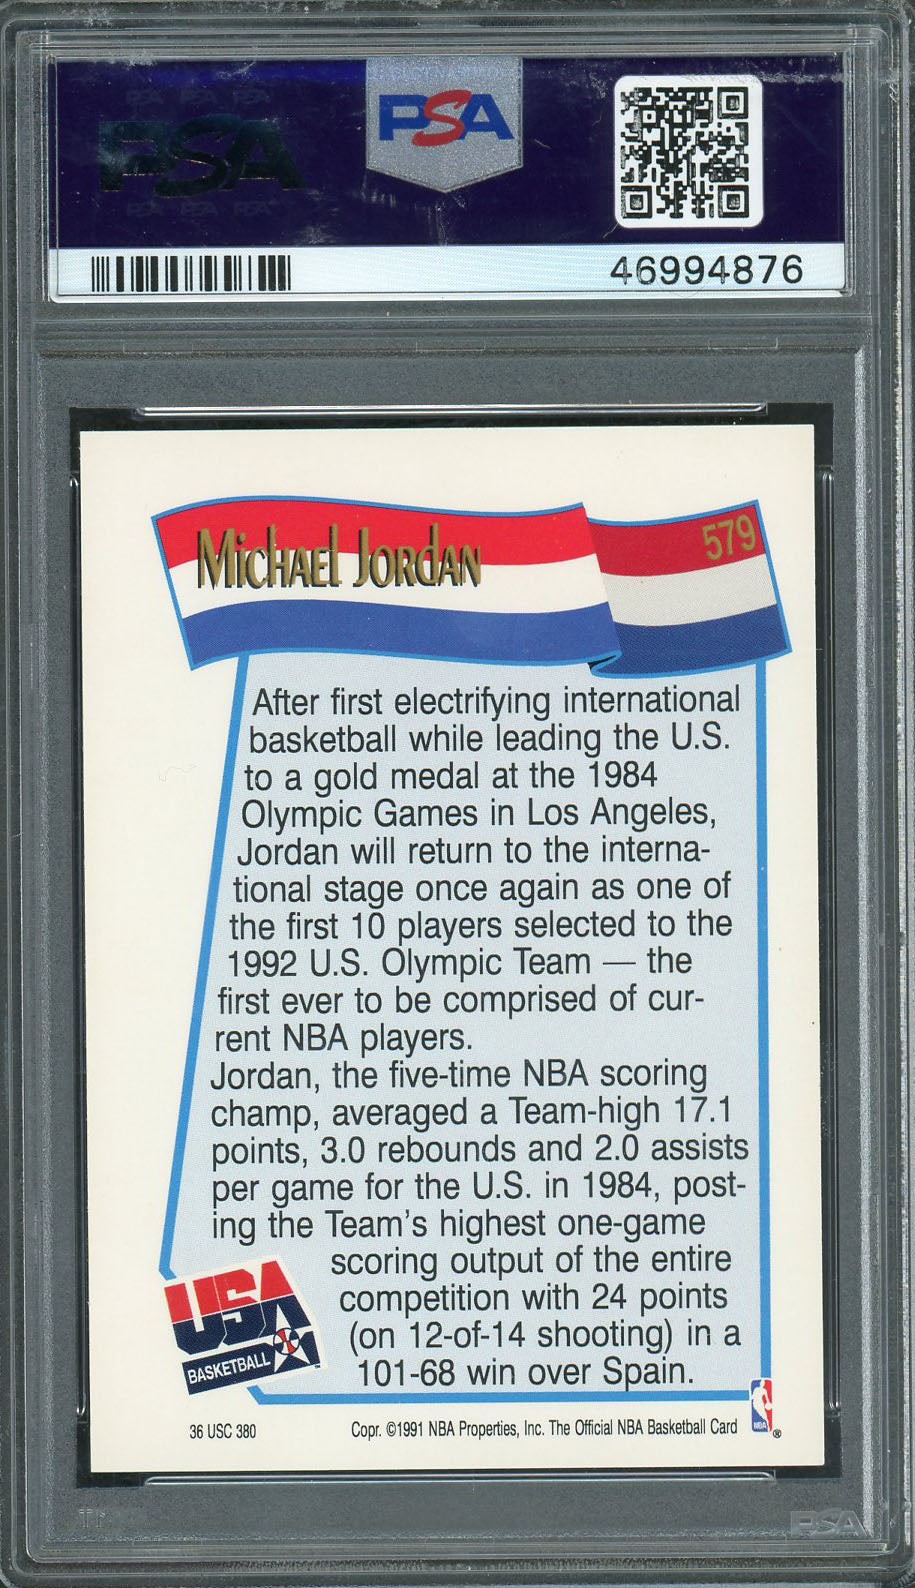 PSA
PSA
46994876
Michael Jordan
579
After first electrifying international
basketball while leading the U.S.
to a gold medal at the 1984
Olympic Games in Los Angeles,
Jordan will return to the interna-
tional stage once again as one of
the first 10 players selected to the
1992 U.S. Olympic Team — the
first ever to be comprised of cur-
rent NBA players.
Jordan, the five-time NBA scoring
champ, averaged a Team-high 17.1
points, 3.0 rebounds and 2.0 assists
per game for the U.S. in 1984, post-
ing the Team's highest one-game
scoring output of the entire
competition with 24 points
(on 12-of-14 shooting) in a
101-68 win over Spain.
USA
BASKETBALL
NBA
®
36 USC 380
Copr. ©1991 NBA Properties, Inc. The Official NBA Basketball Card
PSA